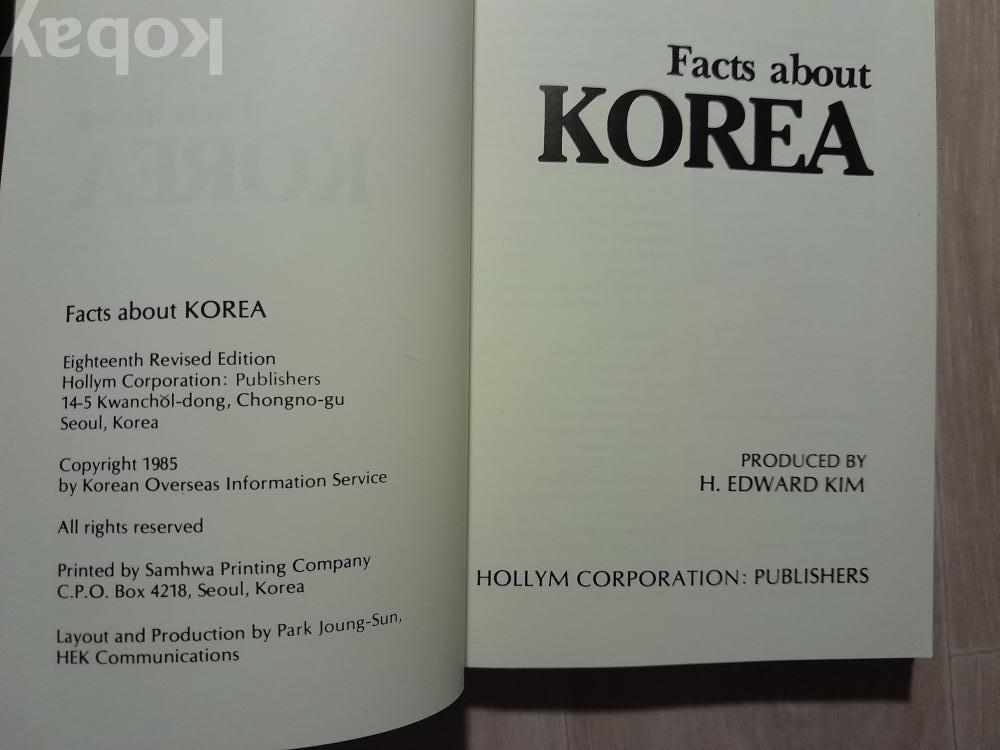 kobay
Facts about KOREA
Eighteenth Revised Edition
Hollym Corporation: Publishers
14-5 Kwanchŏl-dong, Chongno-gu
Seoul, Korea
Copyright 1985
by Korean Overseas Information Service
All rights reserved
Printed by Samhwa Printing Company
C.P.O. Box 4218, Seoul, Korea
Layout and Production by Park Joung-Sun,
HEK Communications
Facts about
KOREA
PRODUCED BY
H. EDWARD KIM
HOLLYM CORPORATION: PUBLISHERS